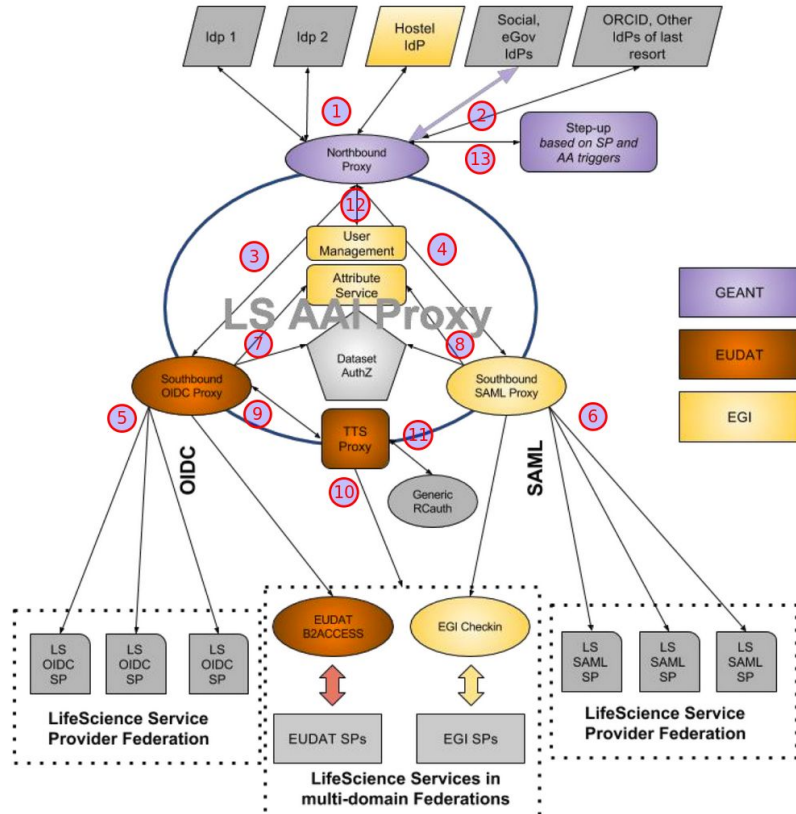 Idp 1
Idp 2
Hostel
IdP
Social,
eGov
IdPs
ORCID, Other
IdPs of last
resort
1
2
Northbound
Proxy
13
Step-up
based on SP and
AA triggers
12
3
4
User
Management
Attribute
Service
LS AAI Proxy
7
8
Dataset
AuthZ
GEANT
EUDAT
EGI
Southbound
OIDC Proxy
Southbound
SAML Proxy
5
9
TTS
Proxy
11
6
OIDC
SAML
10
Generic
RCauth
EUDAT
B2ACCESS
EGI Checkin
LS
OIDC
SP
LS
OIDC
SP
LS
OIDC
SP
LS
SAML
SP
LS
SAML
SP
LS
SAML
SP
LifeScience Service
Provider Federation
EUDAT SPs
EGI SPs
LifeScience Service
Provider Federation
LifeScience Services in
multi-domain Federations